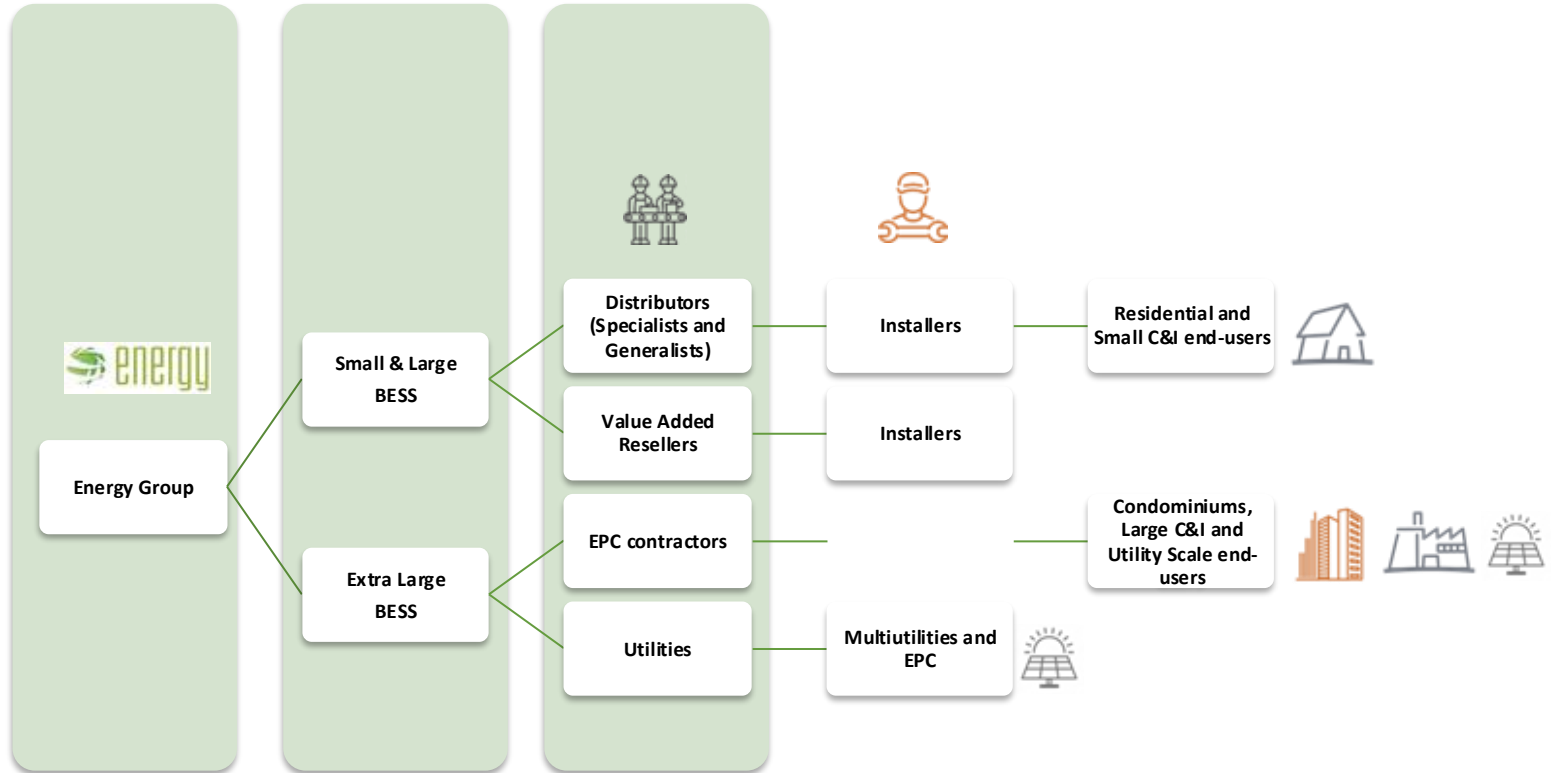 energy
Energy Group
Small & Large
BESS
Extra Large
BESS
Distributors
(Specialists and
Generalists)
Value Added
Resellers
EPC contractors
Utilities
Installers
Installers
Multiutilities and
EPC
Residential and
Small C&I end-users
Condominiums,
Large C&I and
Utility Scale end-
users